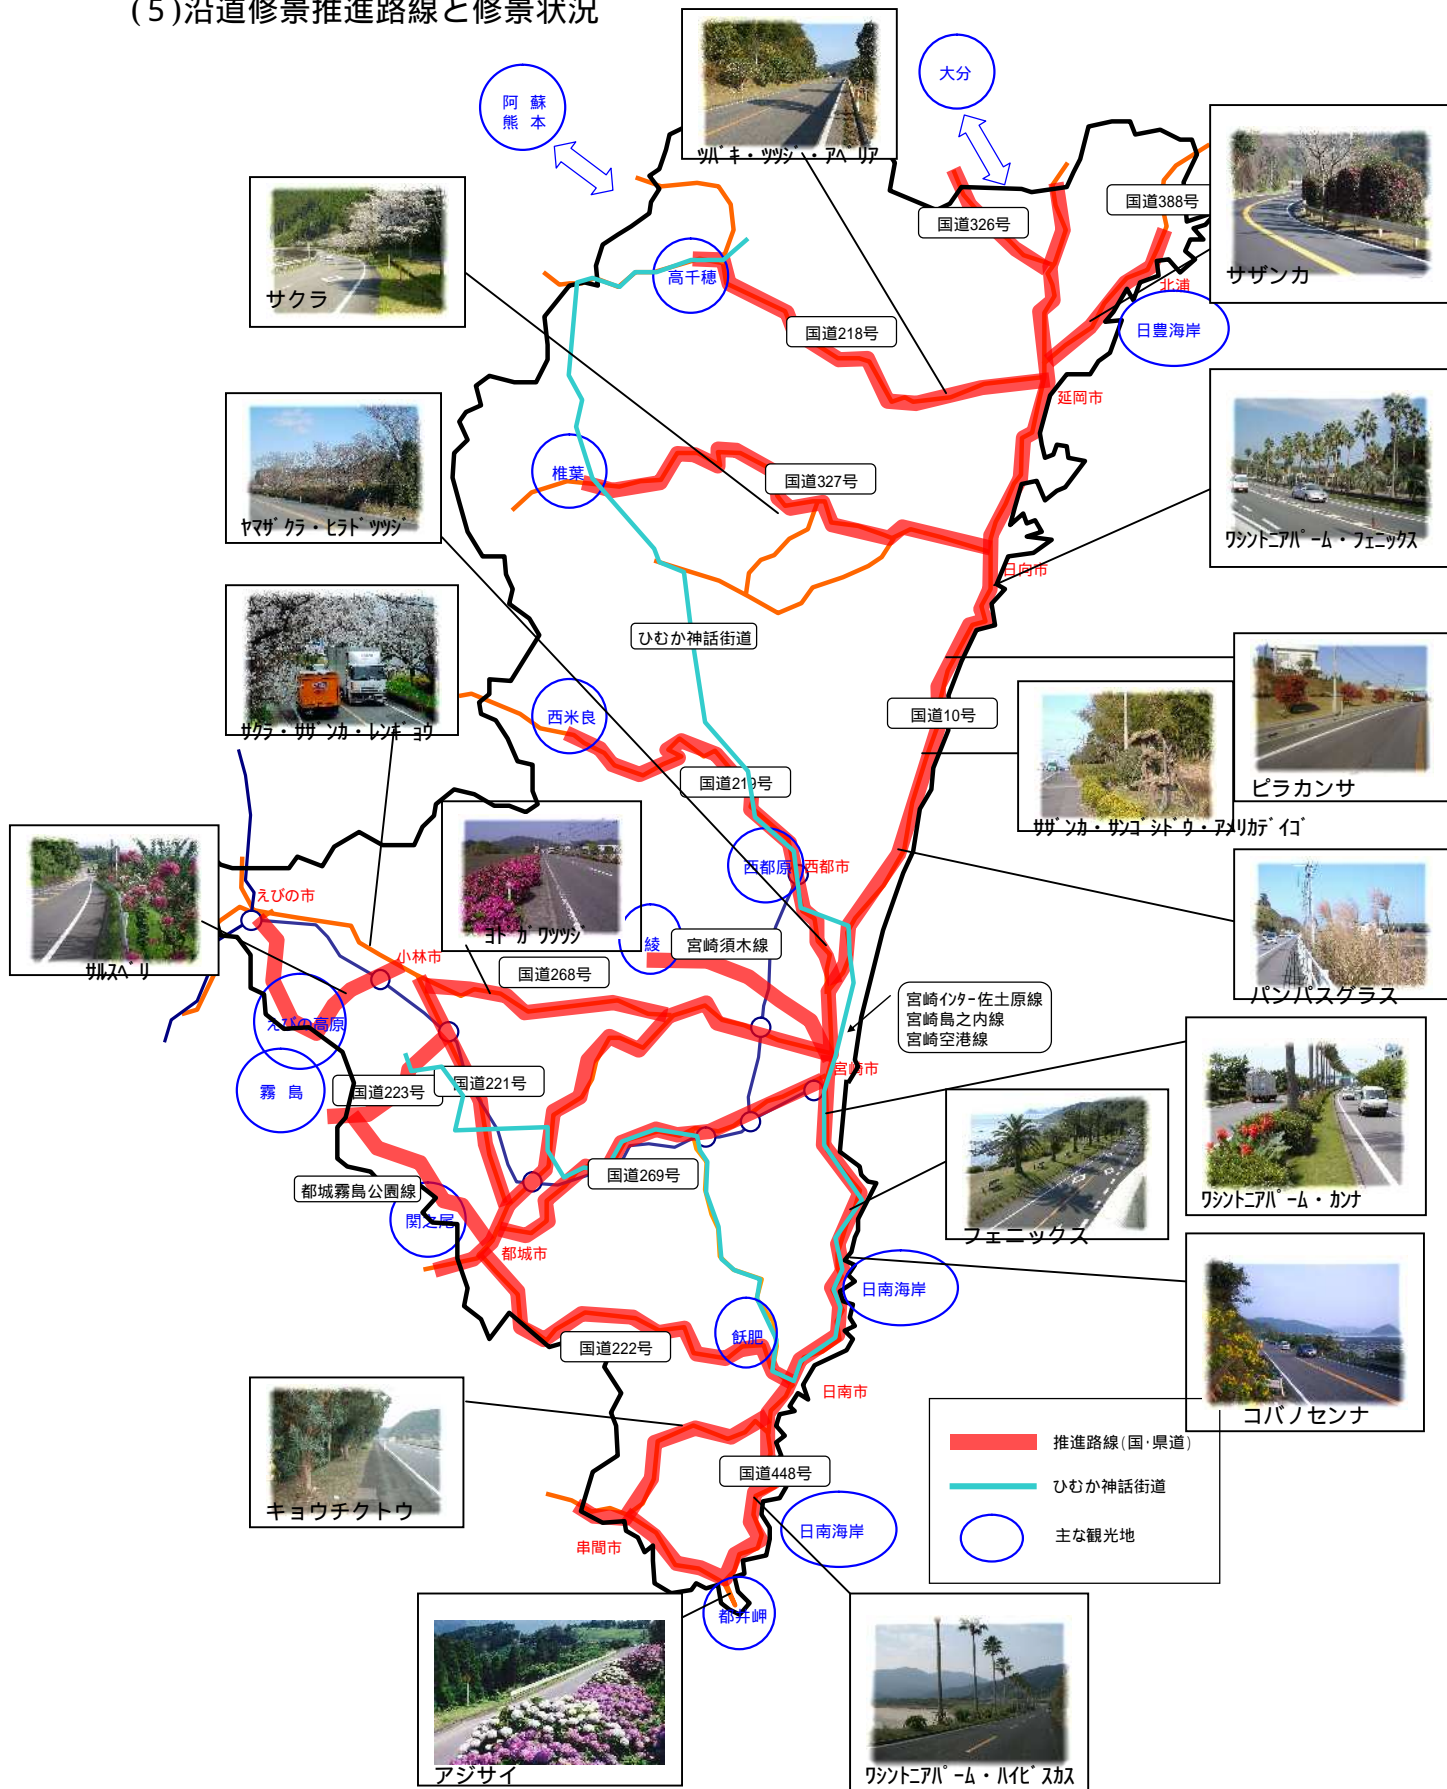 (5)沿道修景推進路線と修景状況
阿 蘇
熊 本
大分
ﾂﾊﾞｷ・ﾂﾂｼﾞ・ｱﾍﾞﾘｱ
国道326号
国道388号
サザンカ
サクラ
高千穂
北浦
日豊海岸
国道218号
延岡市
ﾔﾏｻﾞｸﾗ・ﾋﾗﾄﾞﾂﾂｼﾞ
椎葉
国道327号
ﾜｼﾝﾄﾆｱﾊﾟｰﾑ・ﾌｪﾆｯｸｽ
日向市
ひむか神話街道
ｻｸﾗ・ｻｻﾞﾝｶ・ﾚﾝｷﾞｮｳ
西米良
国道10号
国道219号
ピラカンサ
ｻｻﾞﾝｶ・ｻﾝｺﾞｼﾄﾞｳ・ｱﾒﾘｶﾃﾞｲｺﾞ
西都原
西都市
えびの市
ｻﾙｽﾍﾞﾘ
ﾖﾄﾞｶﾞﾜﾂﾂｼﾞ
綾
宮崎須木線
小林市
国道268号
パンパスグラス
宮崎ｲﾝﾀｰ佐土原線
宮崎島之内線
宮崎空港線
えびの高原
宮崎市
霧 島
国道223号
国道221号
国道269号
都城霧島公園線
ﾜｼﾝﾄﾆｱﾊﾟｰﾑ・ｶﾝﾅ
関之尾
フェニックス
都城市
日南海岸
飫肥
国道222号
日南市
コバノセンナ
推進路線(国・県道)
国道448号
ひむか神話街道
キョウチクトウ
日南海岸
主な観光地
串間市
都井岬
アジサイ
ﾜｼﾝﾄﾆｱﾊﾟｰﾑ・ﾊｲﾋﾞｽｶｽ